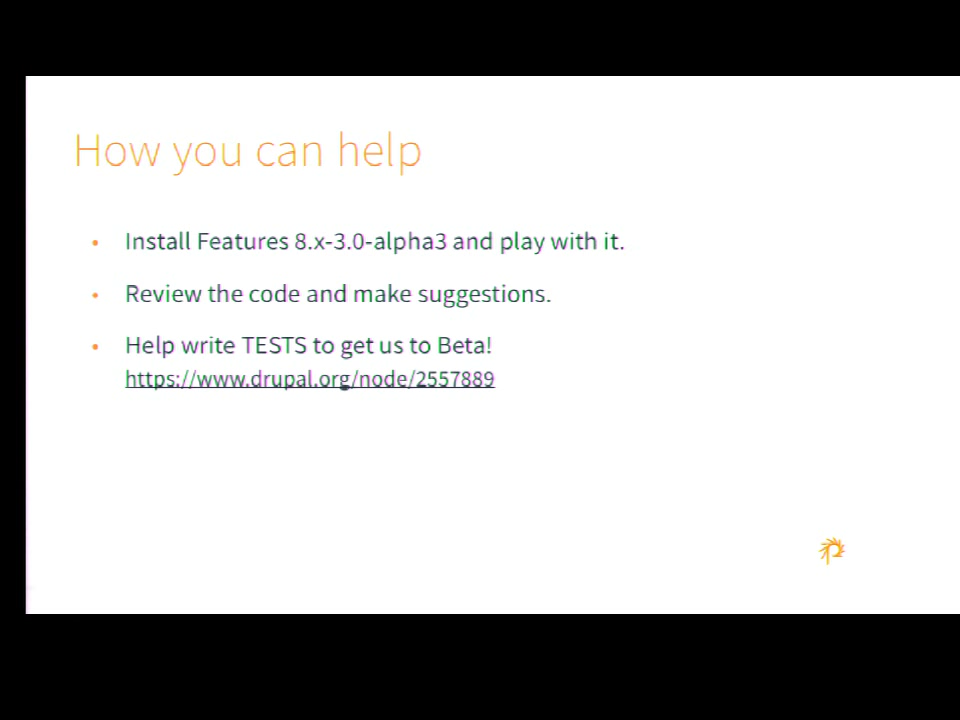 How you can help
• Install Features 8.x-3.0-alpha3 and play with it.
• Review the code and make suggestions.
• Help write TESTS to get us to Beta!
https://www.drupal.org/node/2557889